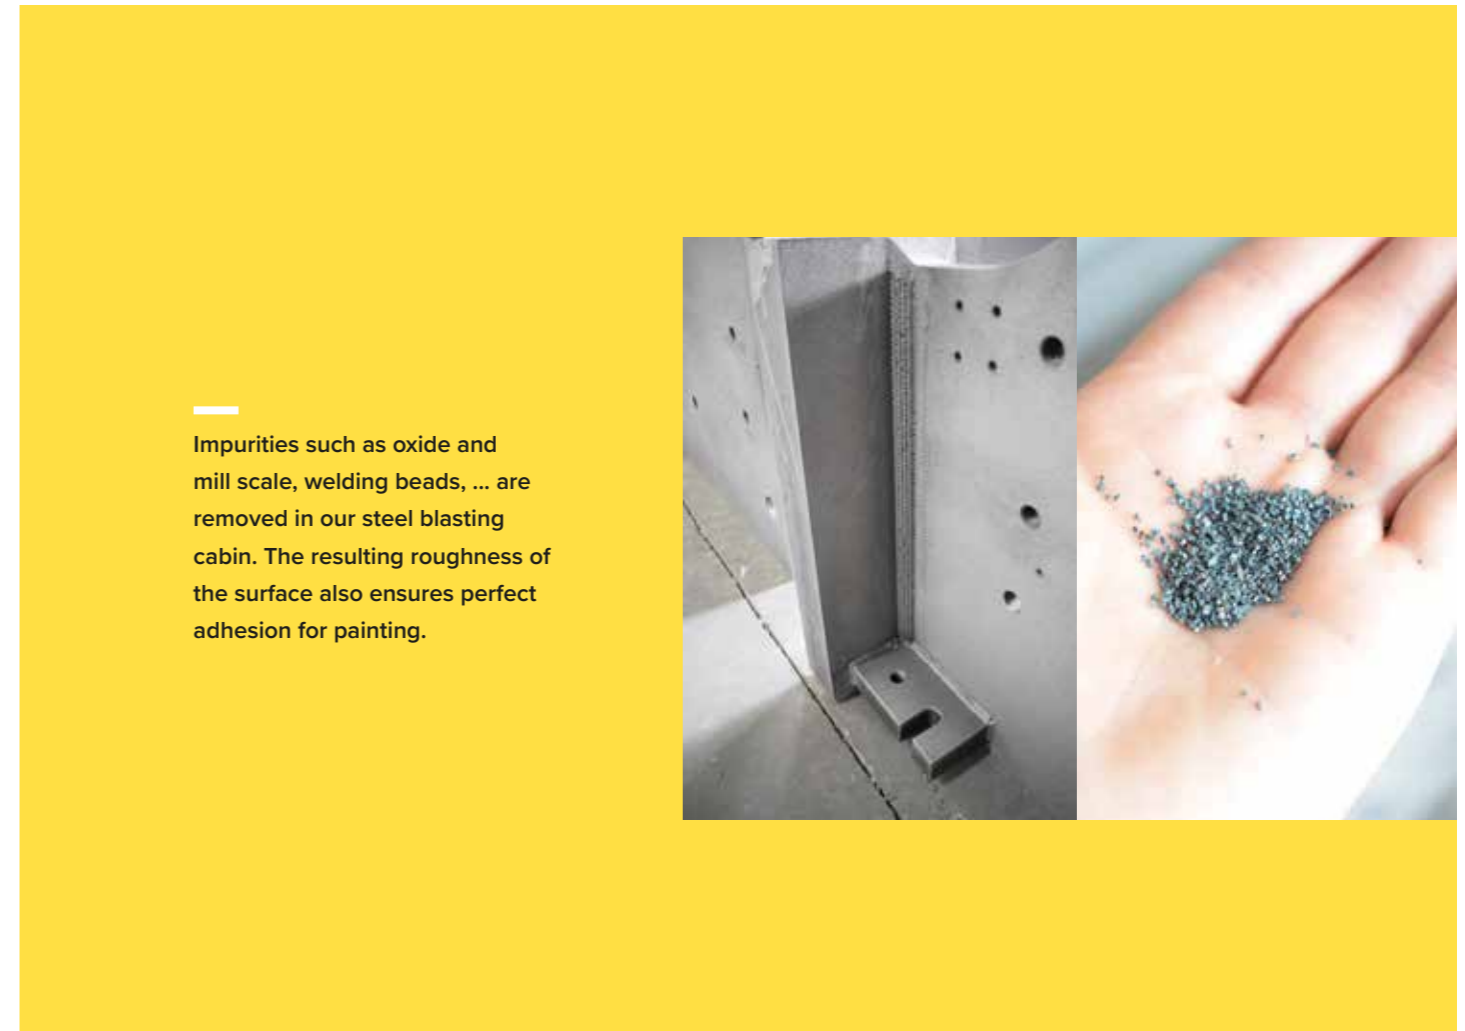 Impurities such as oxide and
mill scale, welding beads, ... are
removed in our steel blasting
cabin. The resulting roughness of
the surface also ensures perfect
adhesion for painting.